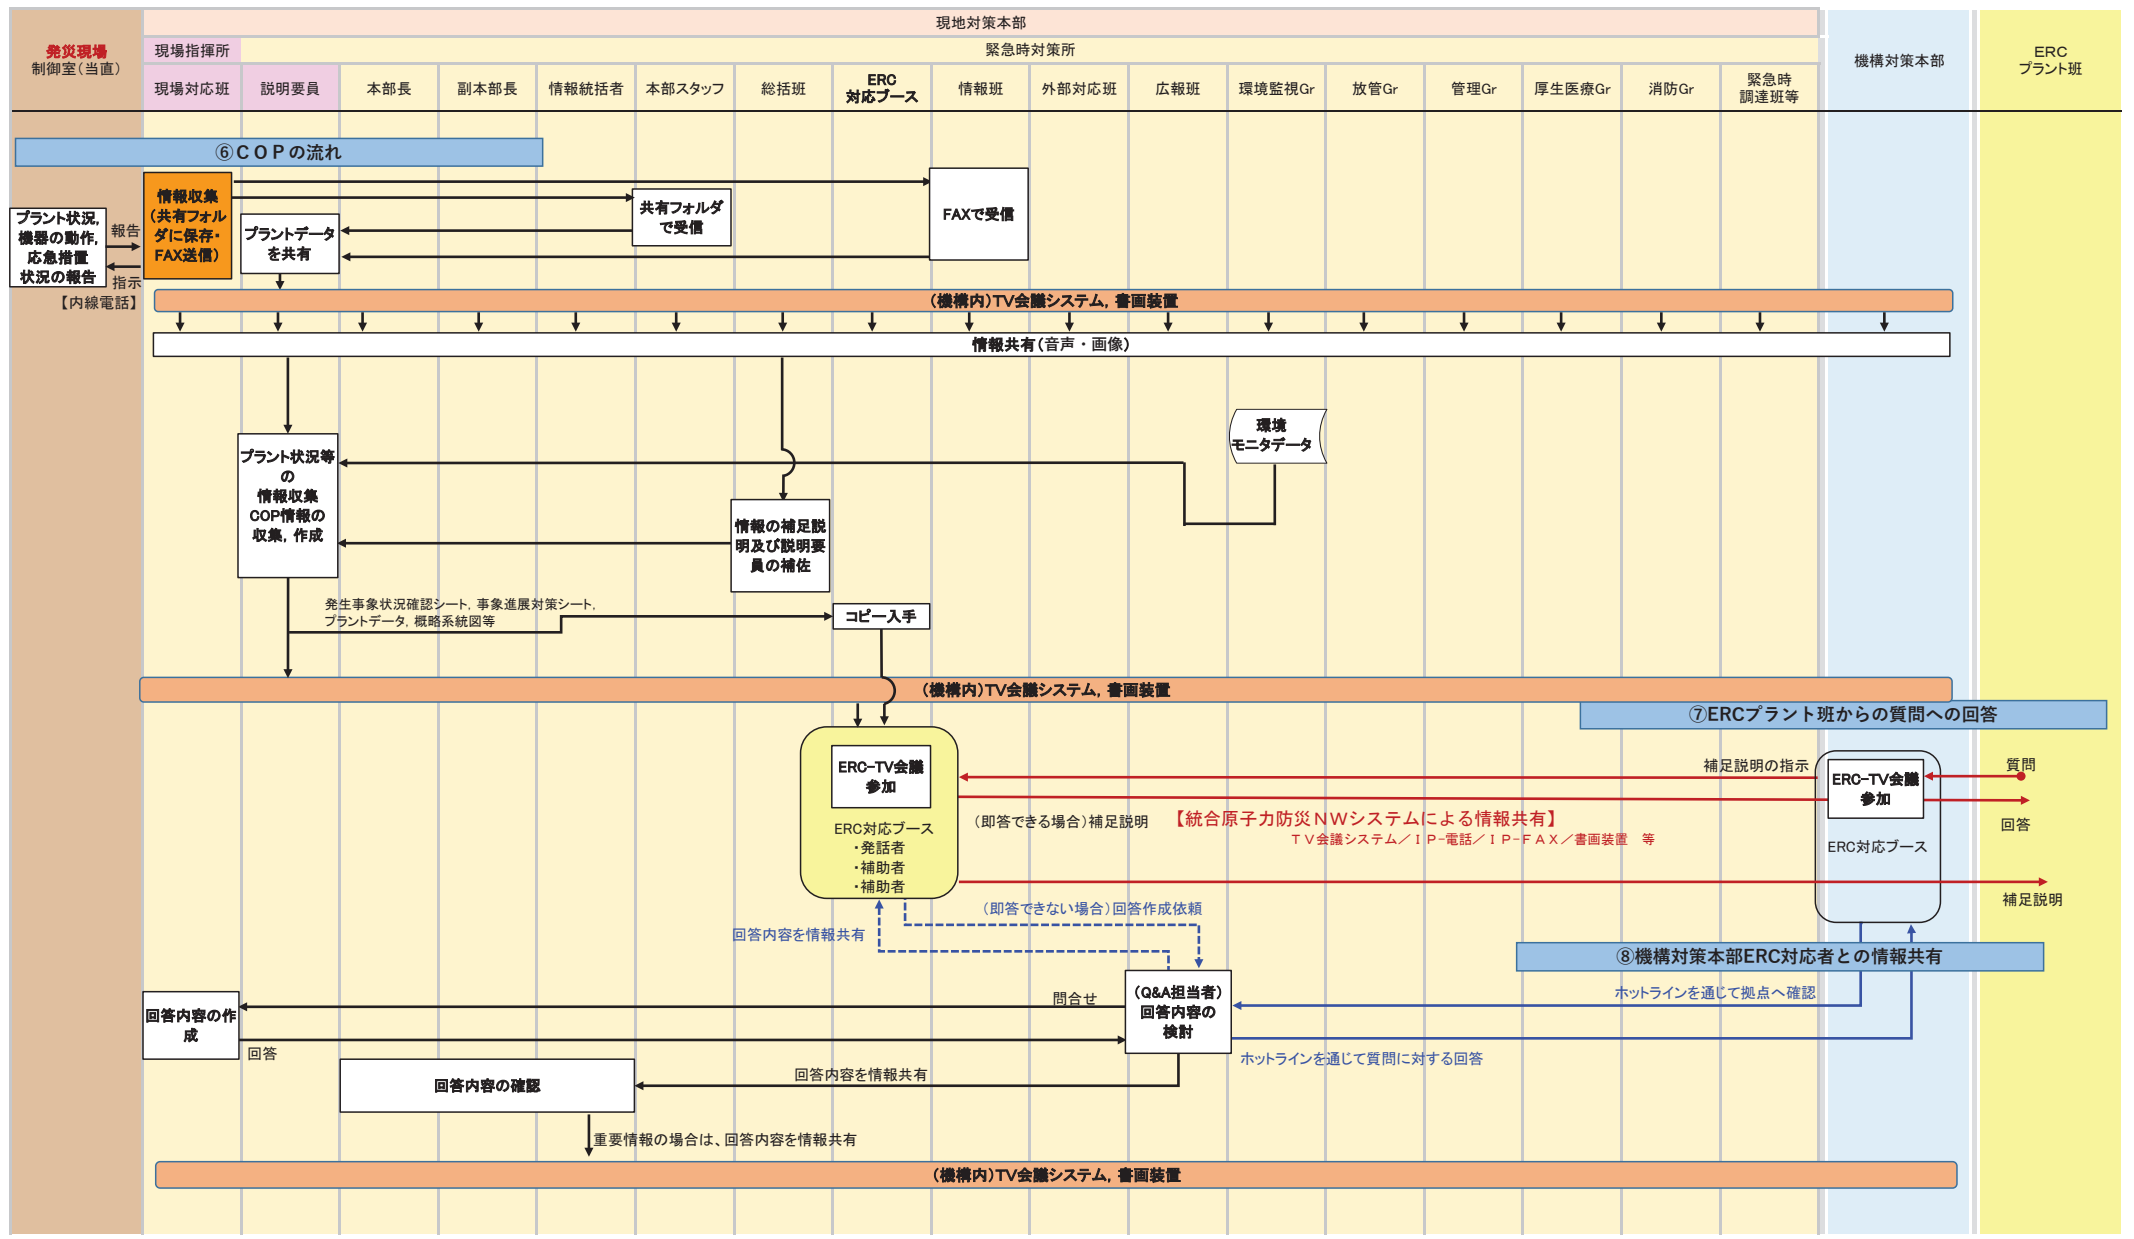 現地対策本部
発災現場
制御室（当直）
現場指揮所
緊急時対策所
機構対策本部
ERC
プラント班
現場対応班
説明要員
本部長
副本部長
情報統括者
本部スタッフ
総括班
ERC
対応ブース
情報班
外部対応班
広報班
環境監視Gr
放管Gr
管理Gr
厚生医療Gr
消防Gr
緊急時
調達班等
⑥ＣＯＰの流れ
プラント状況，
機器の動作，
応急措置
状況の報告
報告
指示
【内線電話】
情報収集
（共有フォル
ダに保存・
FAX送信）
プラントデータ
を共有
共有フォルダ
で受信
FAXで受信
（機構内）TV会議システム，書画装置
情報共有（音声・画像）
環境
モニタデータ
プラント状況等
の
情報収集
COP情報の
収集，作成
情報の補足説
明及び説明要
員の補佐
発生事象状況確認シート，事象進展対策シート，
プラントデータ，概略系統図等
コピー入手
（機構内）TV会議システム，書画装置
⑦ERCプラント班からの質問への回答
ERC-TV会議
参加
ERC対応ブース
・発話者
・補助者
・補助者
補足説明の指示
（即答できる場合）補足説明
【統合原子力防災ＮＷシステムによる情報共有】
ＴＶ会議システム／ＩＰ-電話／ＩＰ-ＦＡＸ／書画装置　等
ERC-TV会議
参加
ERC対応ブース
質問
回答
補足説明
（即答できない場合）回答作成依頼
回答内容を情報共有
⑧機構対策本部ERC対応者との情報共有
ホットラインを通じて拠点へ確認
（Q&A担当者）
回答内容の
検討
問合せ
回答内容の作
成
回答
ホットラインを通じて質問に対する回答
回答内容を情報共有
回答内容の確認
重要情報の場合は、回答内容を情報共有
（機構内）TV会議システム，書画装置